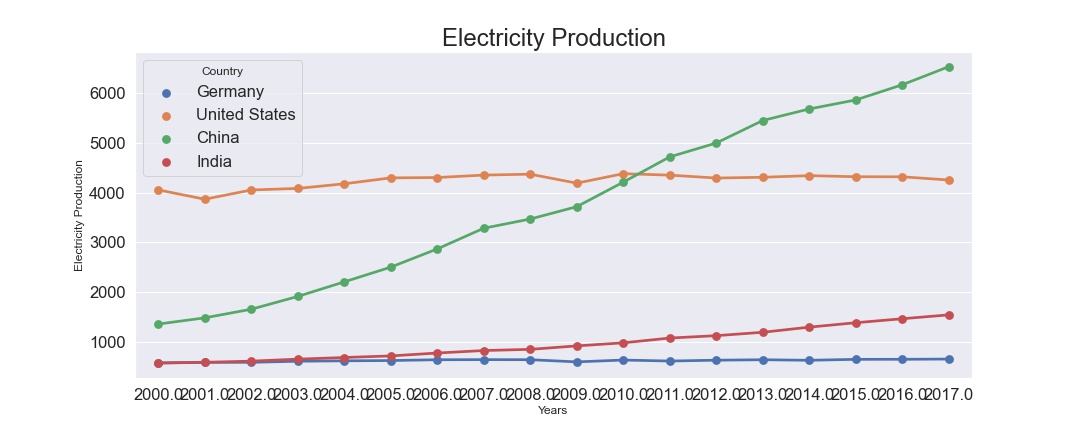 Electricity Production
Country
Germany
United States
China
India
Electricity Production
6000
5000
4000
3000
2000
1000
2000.0 2001.0 2002.0 2003.0 2004.0 2005.0 2006.0 2007.0 2008.0 2009.0 2010.0 2011.0 2012.0 2013.0 2014.0 2015.0 2016.0 2017.0
Years